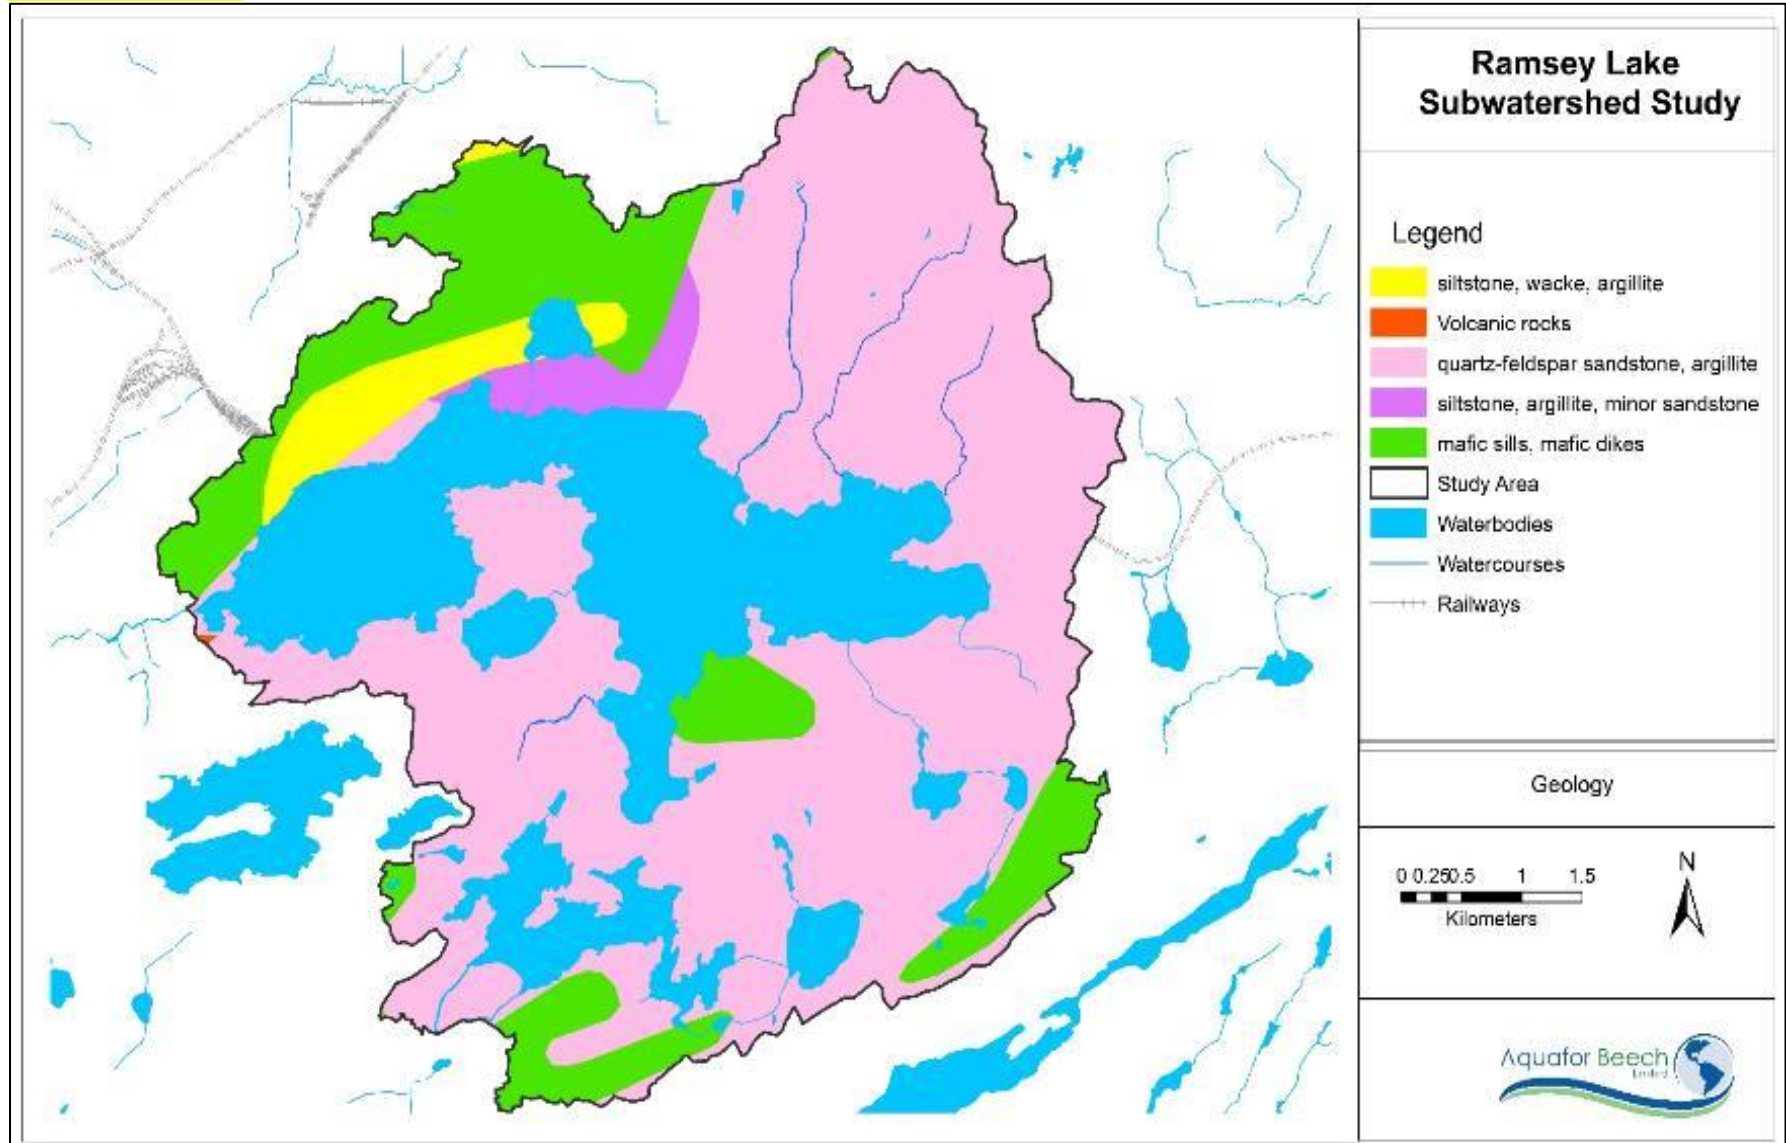 Ramsey Lake
Subwatershed Study
Legend
siltstone, wacke, argillite
Volcanic rocks
quartz-feldspar sandstone, argillite
siltstone, argillite, minor sandstone
mafic sills, mafic dikes
Study Area
Waterbodies
Watercourses
Railways
Geology
N
0 0.250.5 1 1.5
Kilometers
Aquafor Beech
Limited